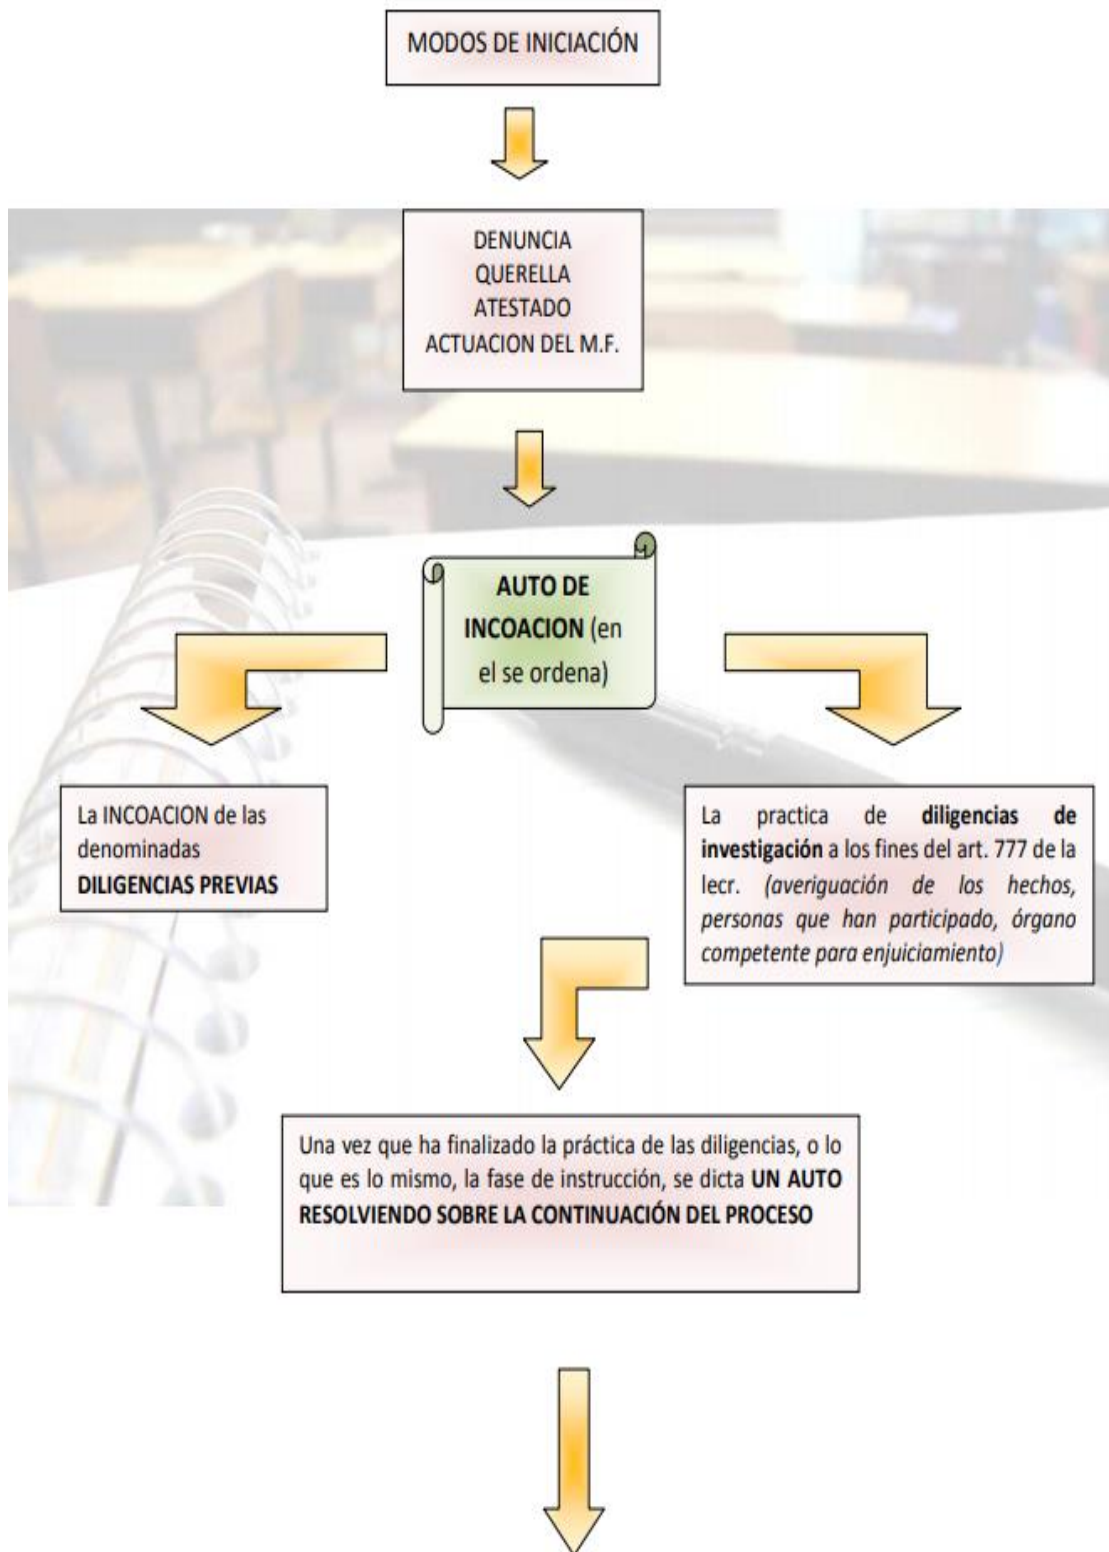 MODOS DE INICIACIÓN
DENUNCIA
QUERELLA
ATESTADO
ACTUACION DEL M.F.
AUTO DE
INCOACION (en
el se ordena)
La INCOACION de las
denominadas
DILIGENCIAS PREVIAS
La practica de diligencias de
investigación a los fines del art. 777 de la
lecr. (averiguación de los hechos,
personas que han participado, órgano
competente para enjuiciamiento)
Una vez que ha finalizado la práctica de las diligencias, o lo
que es lo mismo, la fase de instrucción, se dicta UN AUTO
RESOLVIENDO SOBRE LA CONTINUACIÓN DEL PROCESO